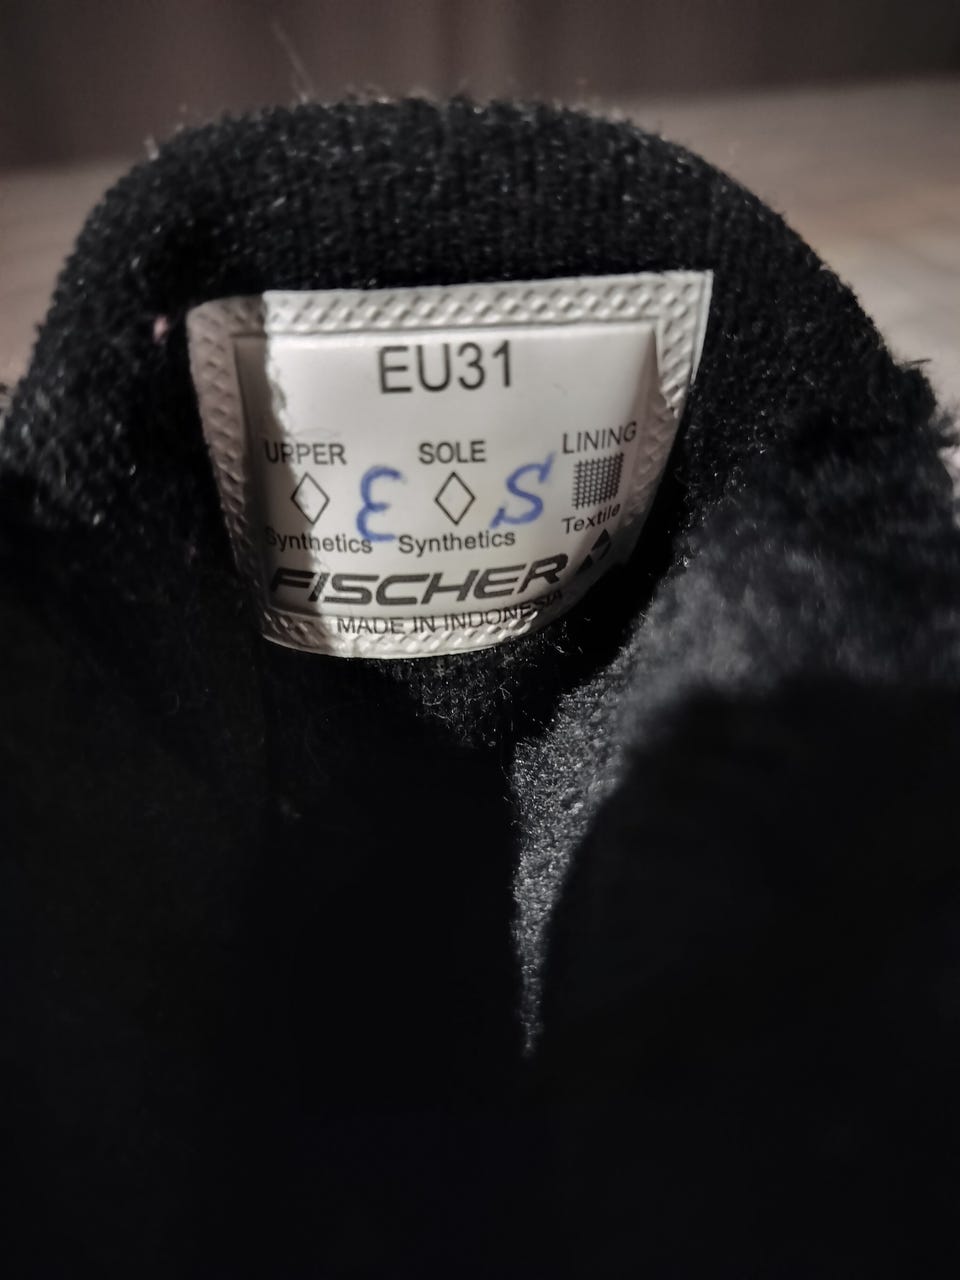 EU31
UPPER SOLE LINING
E S
Synthetics Synthetics Textile
FISCHER
MADE IN INDONESIA